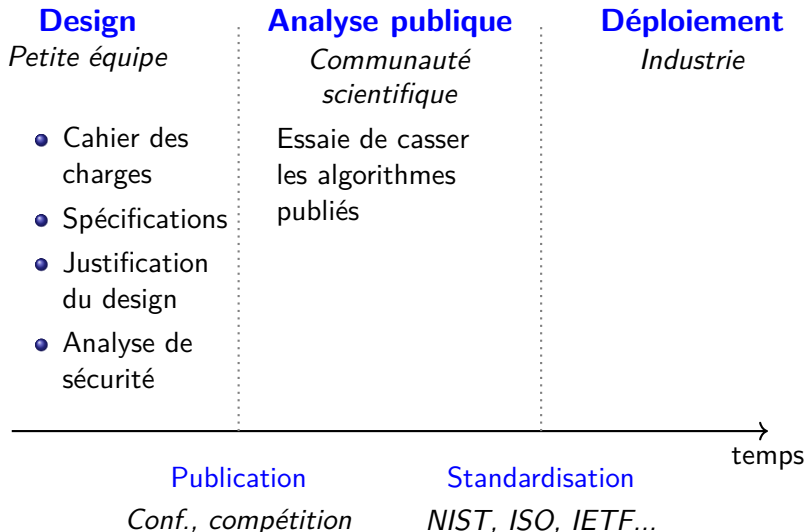 Design
Petite équipe
Cahier des
charges
Spécifications
Justification
du design
Analyse de
sécurité
Analyse publique
Communauté
scientifique
Essaie de casser
les algorithmes
publiés
Déploiement
Industrie
temps
Publication
Conf., compétition
Standardisation
NIST, ISO, IETF...